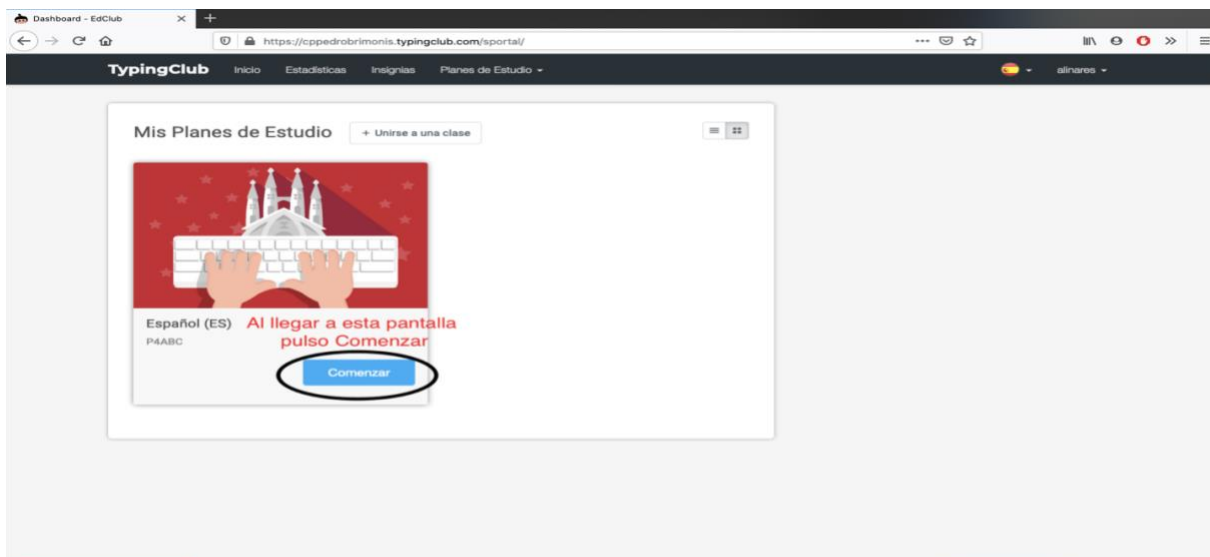 Dashboard - EdClub
https://cppedrobrimonis.typingclub.com/sportal/
TypingClub Inicio Estadísticas Insignias Planes de Estudio alinares
Mis Planes de Estudio + Unirse a una clase
Español (ES) Al llegar a esta pantalla
P4ABC pulso Comenzar
Comenzar